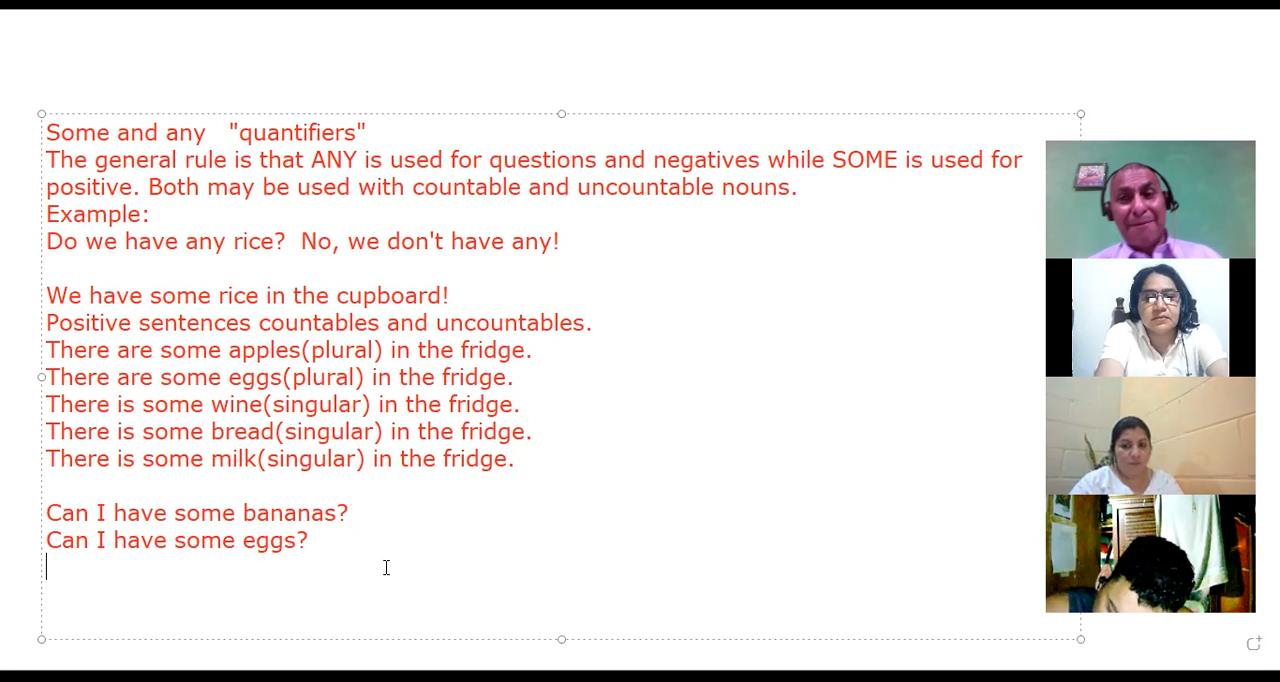 Some and any "quantifiers"
The general rule is that ANY is used for questions and negatives while SOME is used for
positive. Both may be used with countable and uncountable nouns.
Example:
Do we have any rice? No, we don't have any!
We have some rice in the cupboard!
Positive sentences countables and uncountables.
There are some apples(plural) in the fridge.
There are some eggs(plural) in the fridge.
There is some wine(singular) in the fridge.
There is some bread(singular) in the fridge.
There is some milk(singular) in the fridge.
Can I have some bananas?
Can I have some eggs?